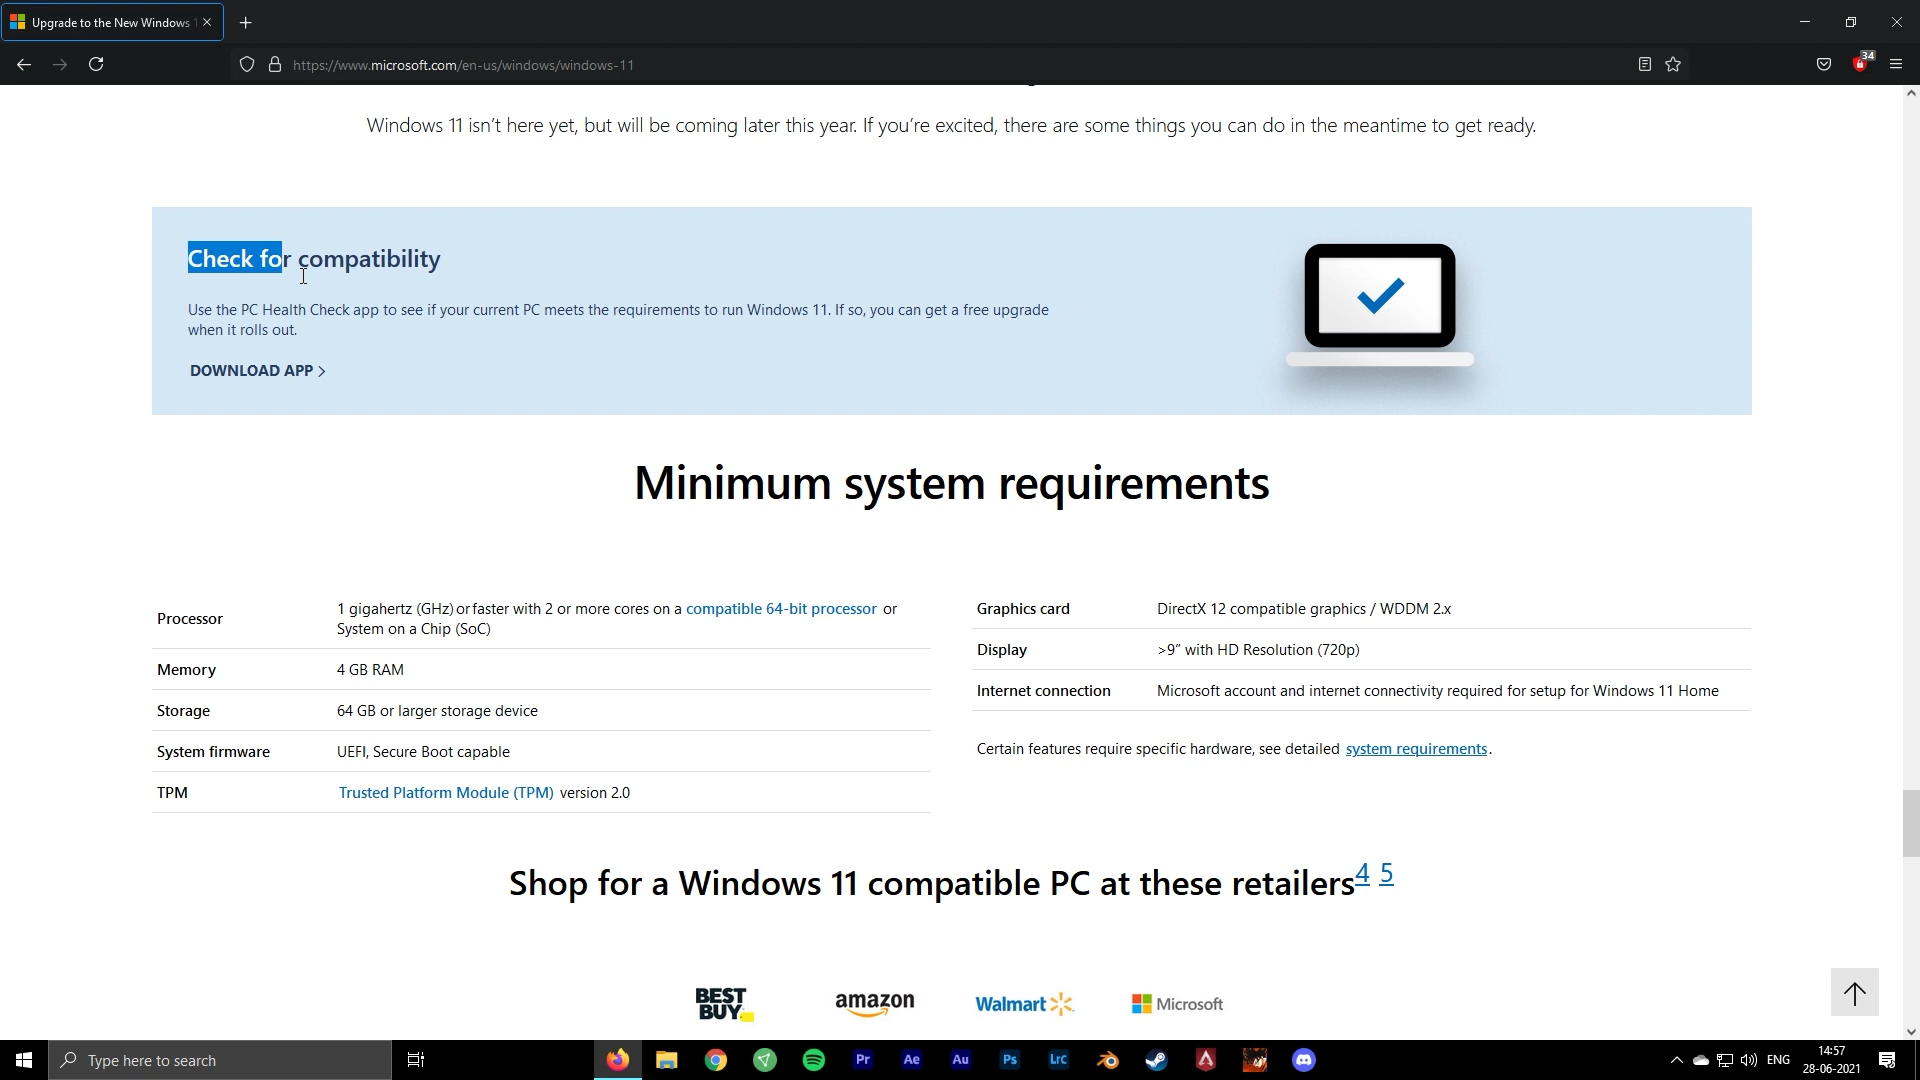 Upgrade to the New Windows 1
https://www.microsoft.com/en-us/windows/windows-11
34
Windows 11 isn’t here yet, but will be coming later this year. If you’re excited, there are some things you can do in the meantime to get ready.
Check for compatibility
Use the PC Health Check app to see if your current PC meets the requirements to run Windows 11. If so, you can get a free upgrade
when it rolls out.
DOWNLOAD APP >
Minimum system requirements
Processor
1 gigahertz (GHz) or faster with 2 or more cores on a compatible 64-bit processor or
System on a Chip (SoC)
Memory 4 GB RAM
Storage 64 GB or larger storage device
System firmware UEFI, Secure Boot capable
TPM Trusted Platform Module (TPM) version 2.0
Graphics card DirectX 12 compatible graphics / WDDM 2.x
Display >9” with HD Resolution (720p)
Internet connection Microsoft account and internet connectivity required for setup for Windows 11 Home
Certain features require specific hardware, see detailed system requirements.
Shop for a Windows 11 compatible PC at these retailers4 5
BEST BUY
amazon
Walmart
Microsoft
Type here to search
Pr
Ae
Au
Ps
LrC
ENG
14:57
28-06-2021